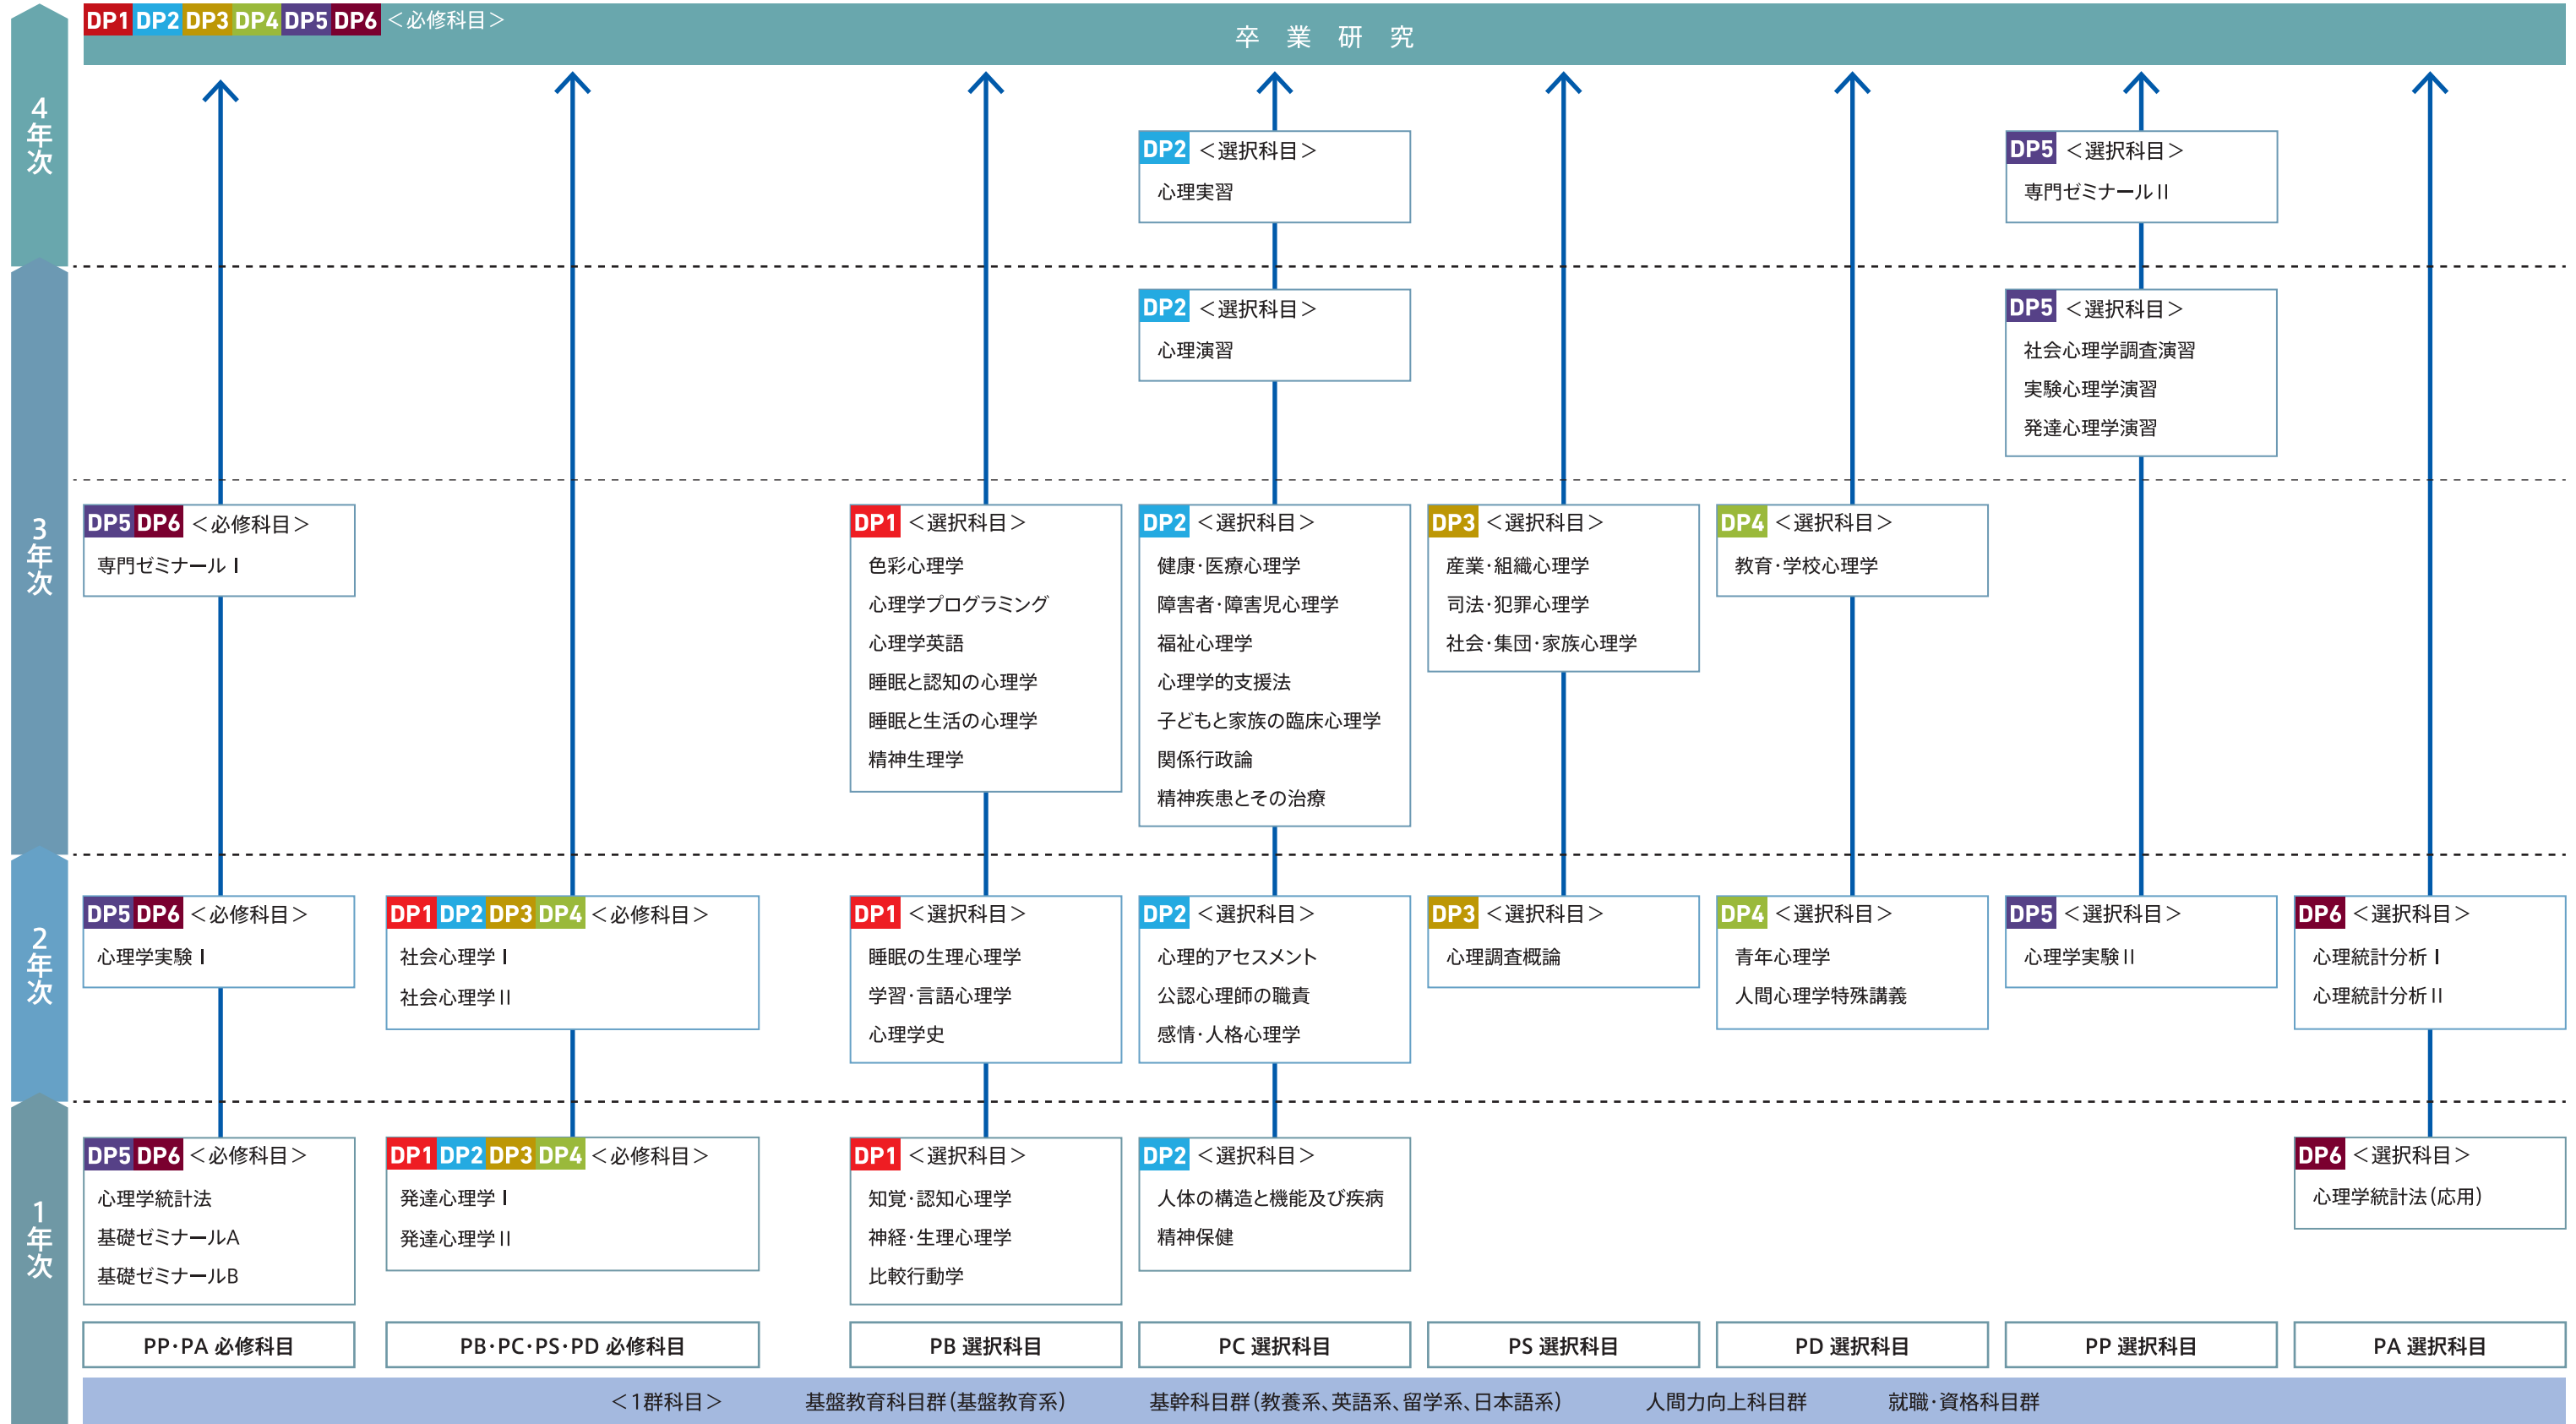 DP1 DP2 DP3 DP4 DP5 DP6 ＜必修科目＞
卒業研究
4年次
DP2 ＜選択科目＞
心理実習
DP5 ＜選択科目＞
専門ゼミナールⅡ
3年次
DP2 ＜選択科目＞
心理演習
DP5 ＜選択科目＞
社会心理学調査演習
実験心理学演習
発達心理学演習
DP5 DP6 ＜必修科目＞
専門ゼミナールⅠ
DP1 ＜選択科目＞
色彩心理学
心理学プログラミング
心理学英語
睡眠と認知の心理学
睡眠と生活の心理学
精神生理学
DP2 ＜選択科目＞
健康・医療心理学
障害者・障害児心理学
福祉心理学
心理学的支援法
子どもと家族の臨床心理学
関係行政論
精神疾患とその治療
DP3 ＜選択科目＞
産業・組織心理学
司法・犯罪心理学
社会・集団・家族心理学
DP4 ＜選択科目＞
教育・学校心理学
2年次
DP5 DP6 ＜必修科目＞
心理学実験Ⅰ
DP1 DP2 DP3 DP4 ＜必修科目＞
社会心理学Ⅰ
社会心理学Ⅱ
DP1 ＜選択科目＞
睡眠の生理心理学
学習・言語心理学
心理学史
DP2 ＜選択科目＞
心理的アセスメント
公認心理師の職責
感情・人格心理学
DP3 ＜選択科目＞
心理調査概論
DP4 ＜選択科目＞
青年心理学
人間心理学特殊講義
DP5 ＜選択科目＞
心理学実験Ⅱ
DP6 ＜選択科目＞
心理統計分析Ⅰ
心理統計分析Ⅱ
1年次
DP5 DP6 ＜必修科目＞
心理学統計法
基礎ゼミナールA
基礎ゼミナールB
DP1 DP2 DP3 DP4 ＜必修科目＞
発達心理学Ⅰ
発達心理学Ⅱ
DP1 ＜選択科目＞
知覚・認知心理学
神経・生理心理学
比較行動学
DP2 ＜選択科目＞
人体の構造と機能及び疾病
精神保健
DP6 ＜選択科目＞
心理学統計法（応用）
PP・PA 必修科目
PB・PC・PS・PD 必修科目
PB 選択科目
PC 選択科目
PS 選択科目
PD 選択科目
PP 選択科目
PA 選択科目
＜1群科目＞ 基盤教育科目群（基盤教育系） 基幹科目群（教養系、英語系、留学系、日本語系） 人間力向上科目群 就職・資格科目群